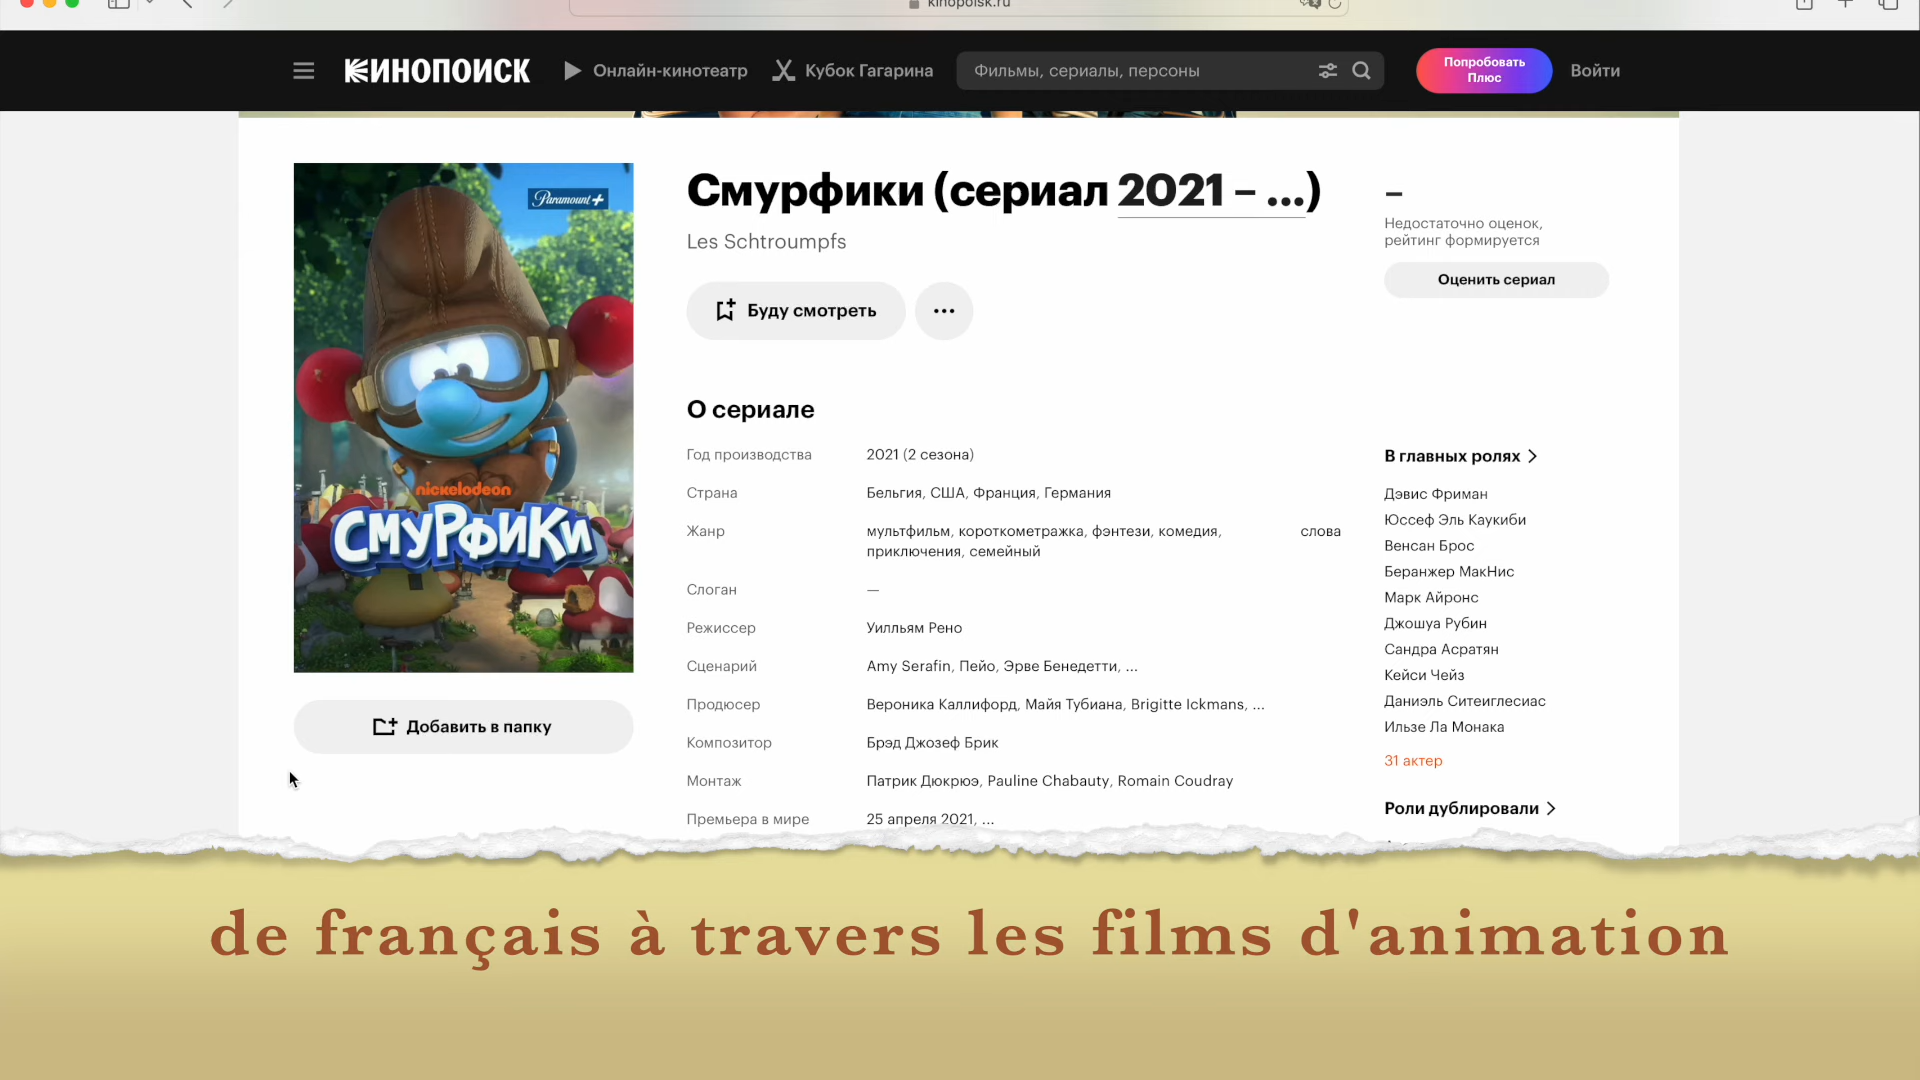 kinopoisk.ru
КИНОПОИСК
Онлайн-кинотеатр
Кубок Гагарина
Фильмы, сериалы, персоны
Попробовать
Плюс
Войти
Paramount+
nickelodeon
СМУРФИКИ
Добавить в папку
Смурфики (сериал 2021 – ...)
Les Schtroumpfs
Буду смотреть
...
–
Недостаточно оценок,
рейтинг формируется
Оценить сериал
О сериале
Год производства 2021 (2 сезона)
Страна Бельгия, США, Франция, Германия
Жанр мультфильм, короткометражка, фэнтези, комедия, слова
приключения, семейный
Слоган —
Режиссер Уилльям Рено
Сценарий Amy Serafin, Пейо, Эрве Бенедетти, ...
Продюсер Вероника Каллифорд, Майя Тубиана, Brigitte Ickmans, ...
Композитор Брэд Джозеф Брик
Монтаж Патрик Дюкрюэ, Pauline Chabauty, Romain Coudray
Премьера в мире 25 апреля 2021, ...
В главных ролях
Дэвис Фриман
Юссеф Эль Каукиби
Венсан Брос
Беранжер МакНис
Марк Айронс
Джошуа Рубин
Сандра Асратян
Кейси Чейз
Даниэль Ситеиглесиас
Ильзе Ла Монака
31 актер
Роли дублировали
de français à travers les films d'animation